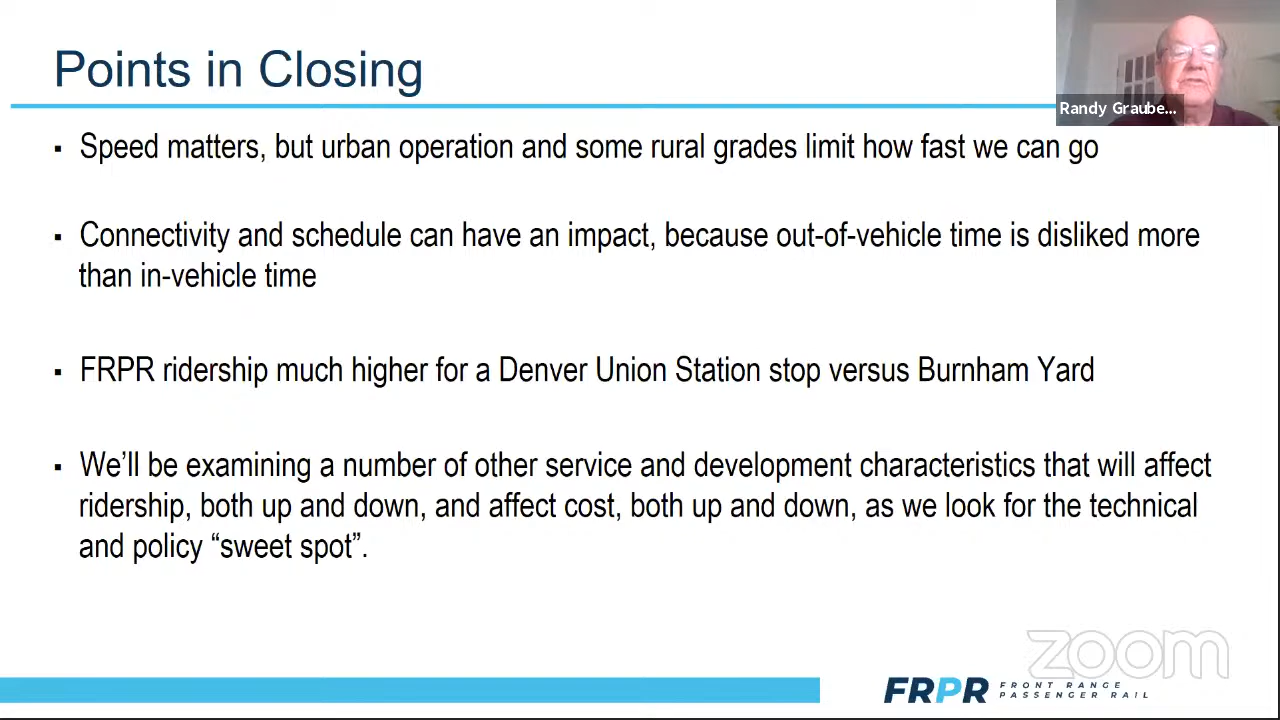 Points in Closing
Randy Graube...
▪ Speed matters, but urban operation and some rural grades limit how fast we can go
▪ Connectivity and schedule can have an impact, because out-of-vehicle time is disliked more
than in-vehicle time
▪ FRPR ridership much higher for a Denver Union Station stop versus Burnham Yard
▪ We’ll be examining a number of other service and development characteristics that will affect
ridership, both up and down, and affect cost, both up and down, as we look for the technical
and policy “sweet spot”.
zoom
FRPR FRONT RANGE
PASSENGER RAIL